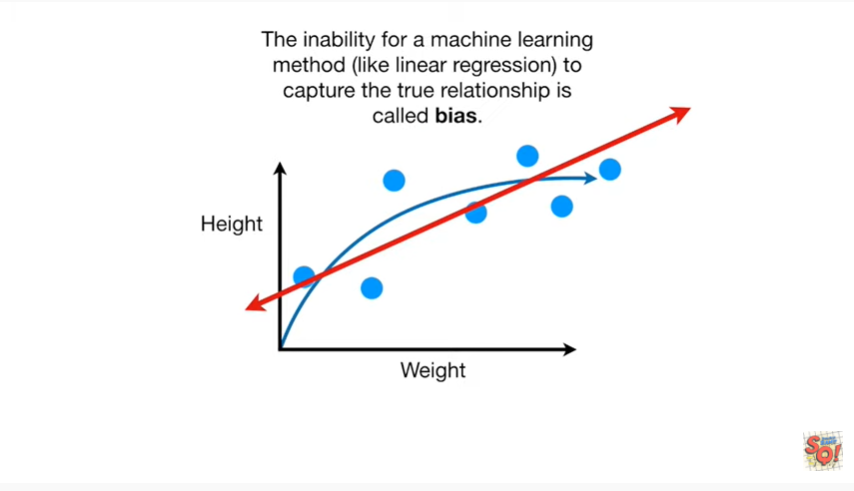 The inability for a machine learning
method (like linear regression) to
capture the true relationship is
called bias.
Height
Weight
SO!